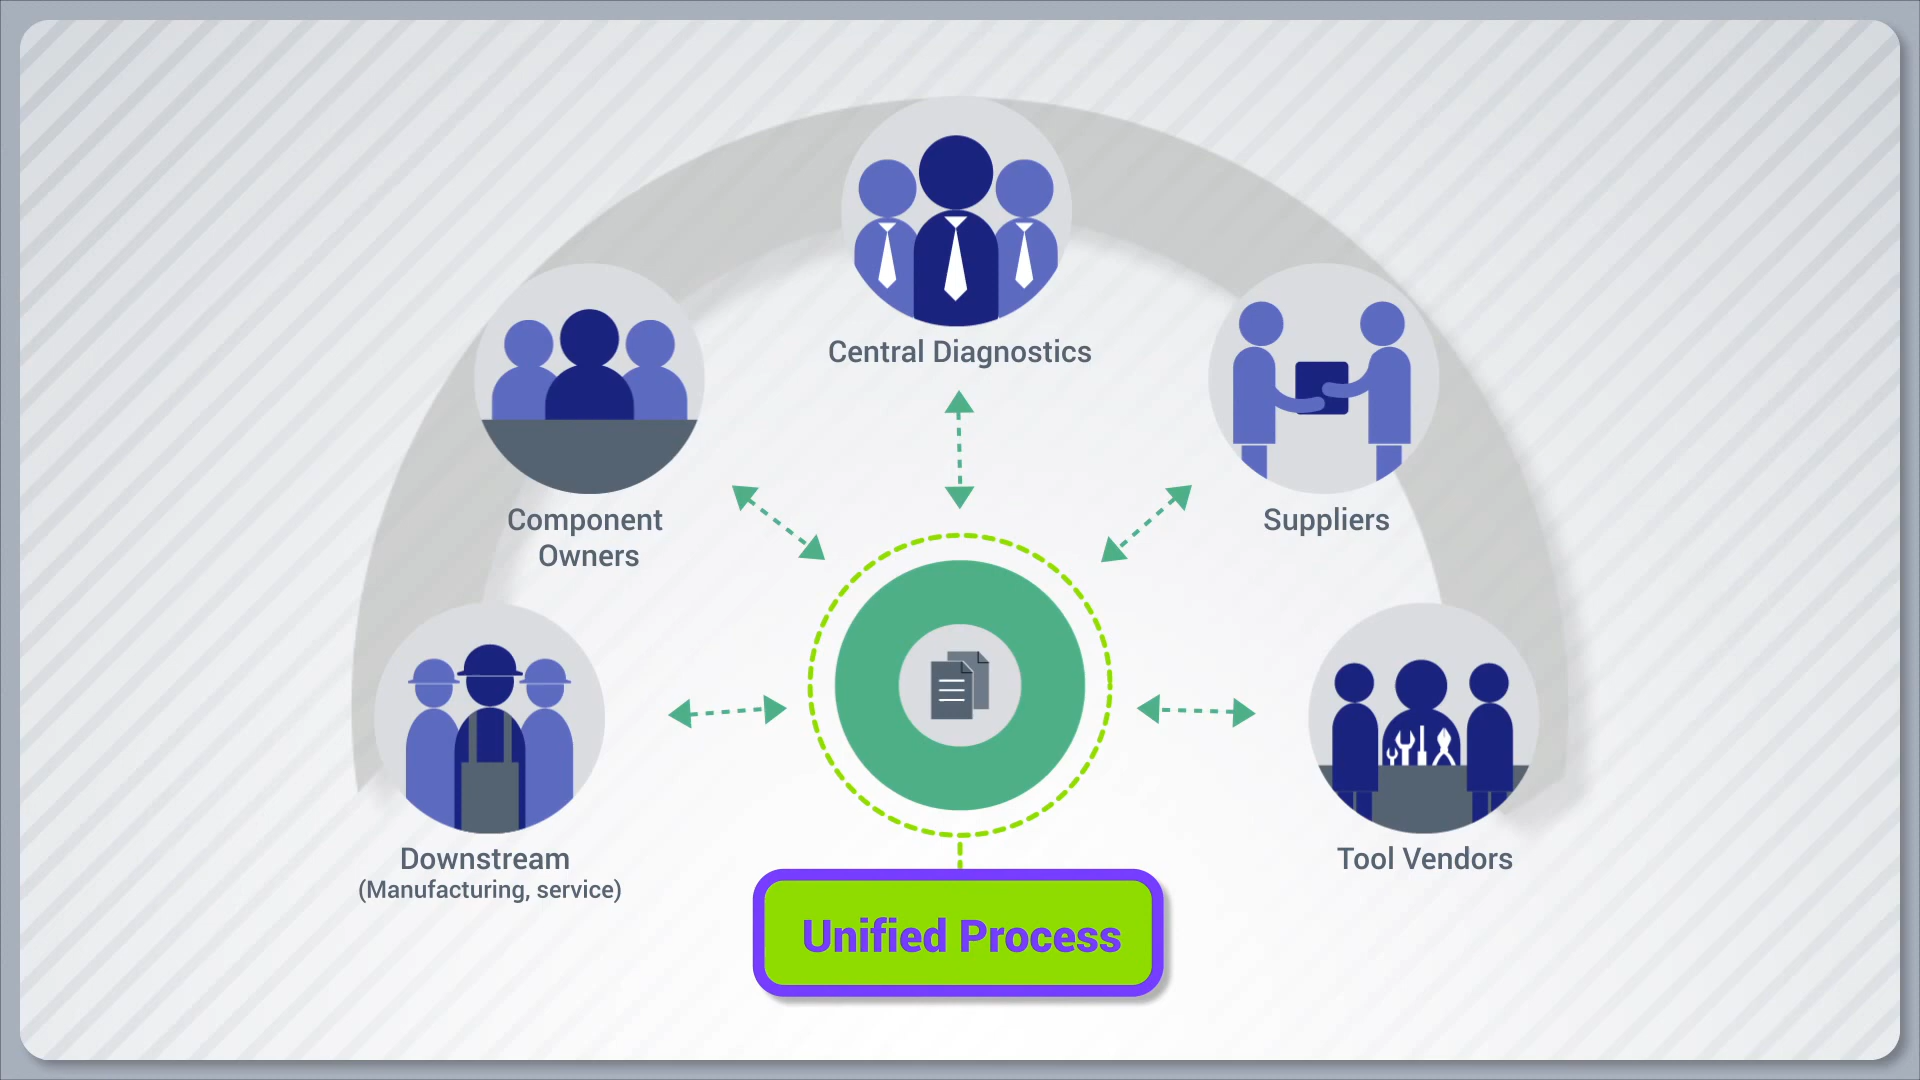 Central Diagnostics
Component
Owners
Suppliers
Downstream
(Manufacturing, service)
Tool Vendors
Unified Process